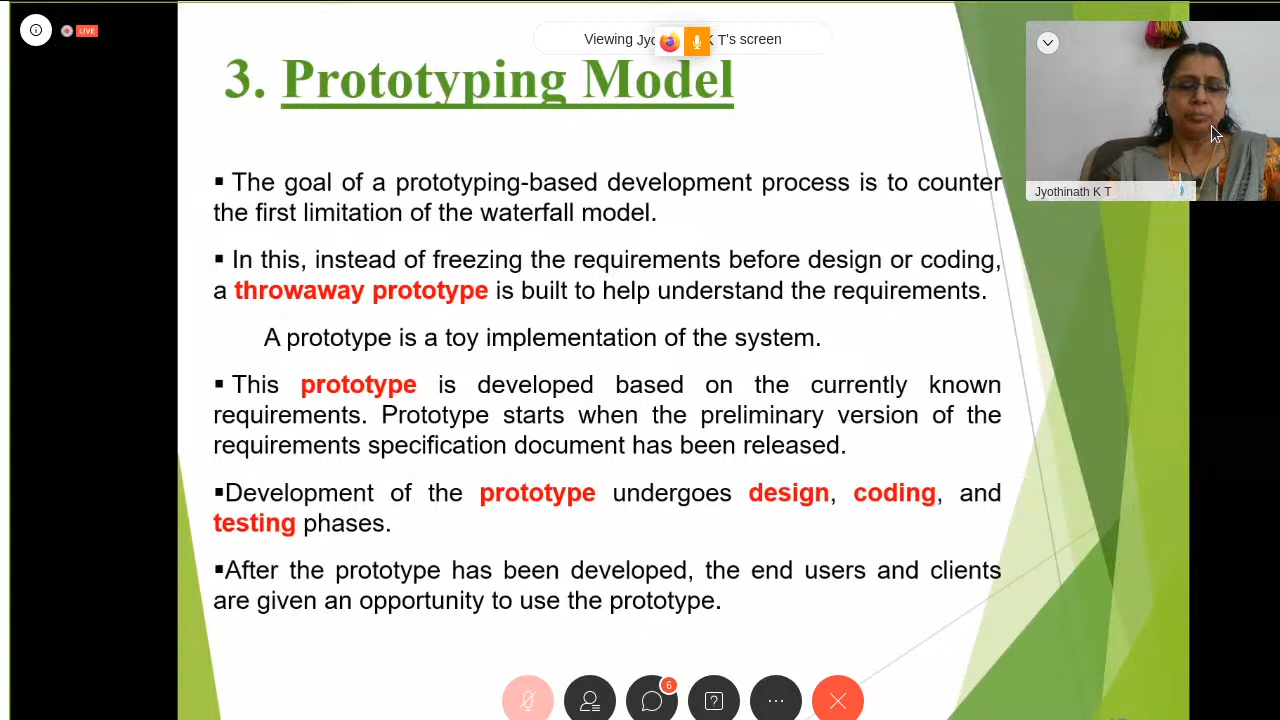 LIVE
Viewing Jyo K T's screen
3. Prototyping Model
▪ The goal of a prototyping-based development process is to counter
the first limitation of the waterfall model.
▪ In this, instead of freezing the requirements before design or coding,
a throwaway prototype is built to help understand the requirements.
A prototype is a toy implementation of the system.
▪ This prototype is developed based on the currently known
requirements. Prototype starts when the preliminary version of the
requirements specification document has been released.
▪Development of the prototype undergoes design, coding, and
testing phases.
▪After the prototype has been developed, the end users and clients
are given an opportunity to use the prototype.
Jyothinath K T
6